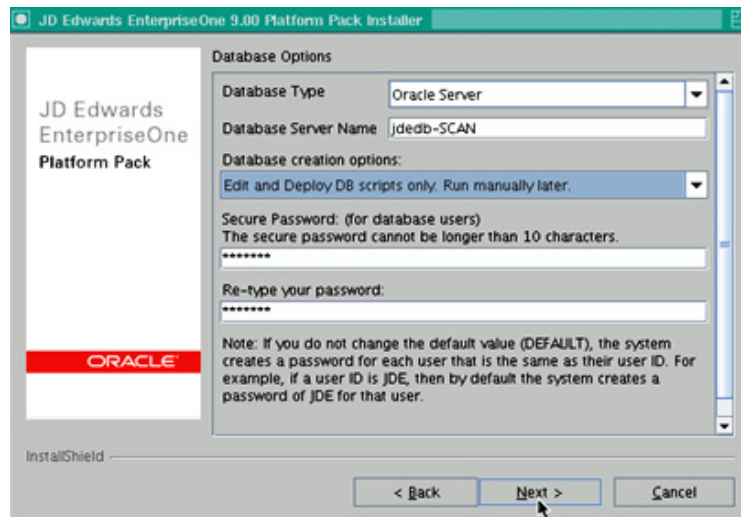 JD Edwards EnterpriseOne 9.00 Platform Pack Installer
JD Edwards
EnterpriseOne
Platform Pack
ORACLE
Database Options
Database Type
Oracle Server
Database Server Name
jdedb-SCAN
Database creation options:
Edit and Deploy DB scripts only. Run manually later.
Secure Password: (for database users)
The secure password cannot be longer than 10 characters.
*******
Re-type your password:
*******
Note: If you do not change the default value (DEFAULT), the system
creates a password for each user that is the same as their user ID. For
example, if a user ID is JDE, then by default the system creates a
password of JDE for that user.
InstallShield
< Back
Next >
Cancel